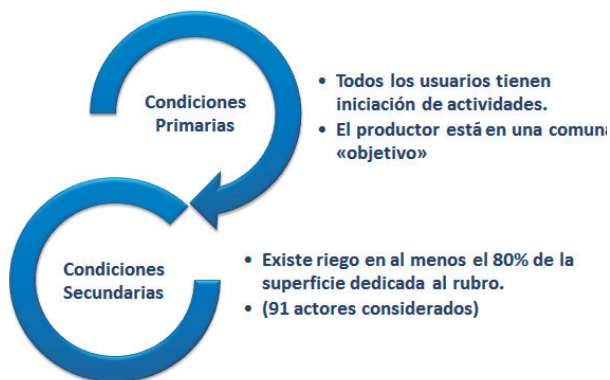 Condiciones
Primarias
• Todos los usuarios tienen
iniciación de actividades.
• El productor está en una comuna
«objetivo»
Condiciones
Secundarias
• Existe riego en al menos el 80% de la
superficie dedicada al rubro.
• (91 actores considerados)